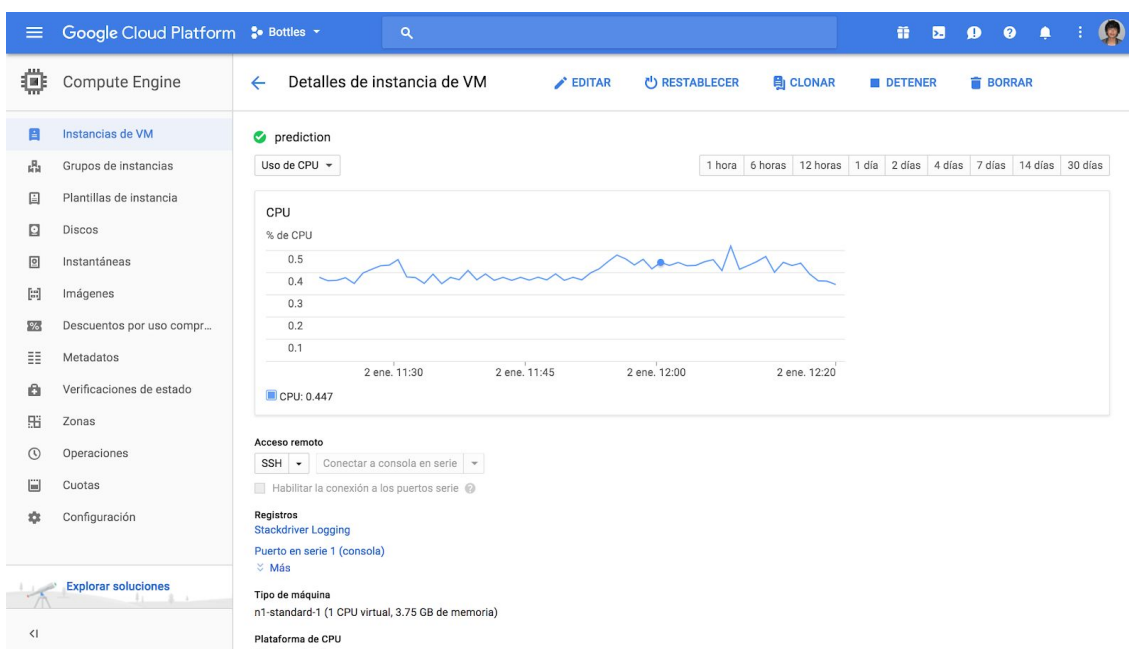 Google Cloud Platform Bottles
Compute Engine
Detalles de instancia de VM EDITAR RESTABLECER CLONAR DETENER BORRAR
Instancias de VM
Grupos de instancias
Plantillas de instancia
Discos
Instantáneas
Imágenes
Descuentos por uso compr...
Metadatos
Verificaciones de estado
Zonas
Operaciones
Cuotas
Configuración
Explorar soluciones
prediction
Uso de CPU 1 hora 6 horas 12 horas 1 día 2 días 4 días 7 días 14 días 30 días
CPU
% de CPU
0.5
0.4
0.3
0.2
0.1
2 ene. 11:30 2 ene. 11:45 2 ene. 12:00 2 ene. 12:20
CPU: 0.447
Acceso remoto
SSH Conectar a consola en serie
Habilitar la conexión a los puertos serie
Registros
Stackdriver Logging
Puerto en serie 1 (consola)
Más
Tipo de máquina
n1-standard-1 (1 CPU virtual, 3.75 GB de memoria)
Plataforma de CPU